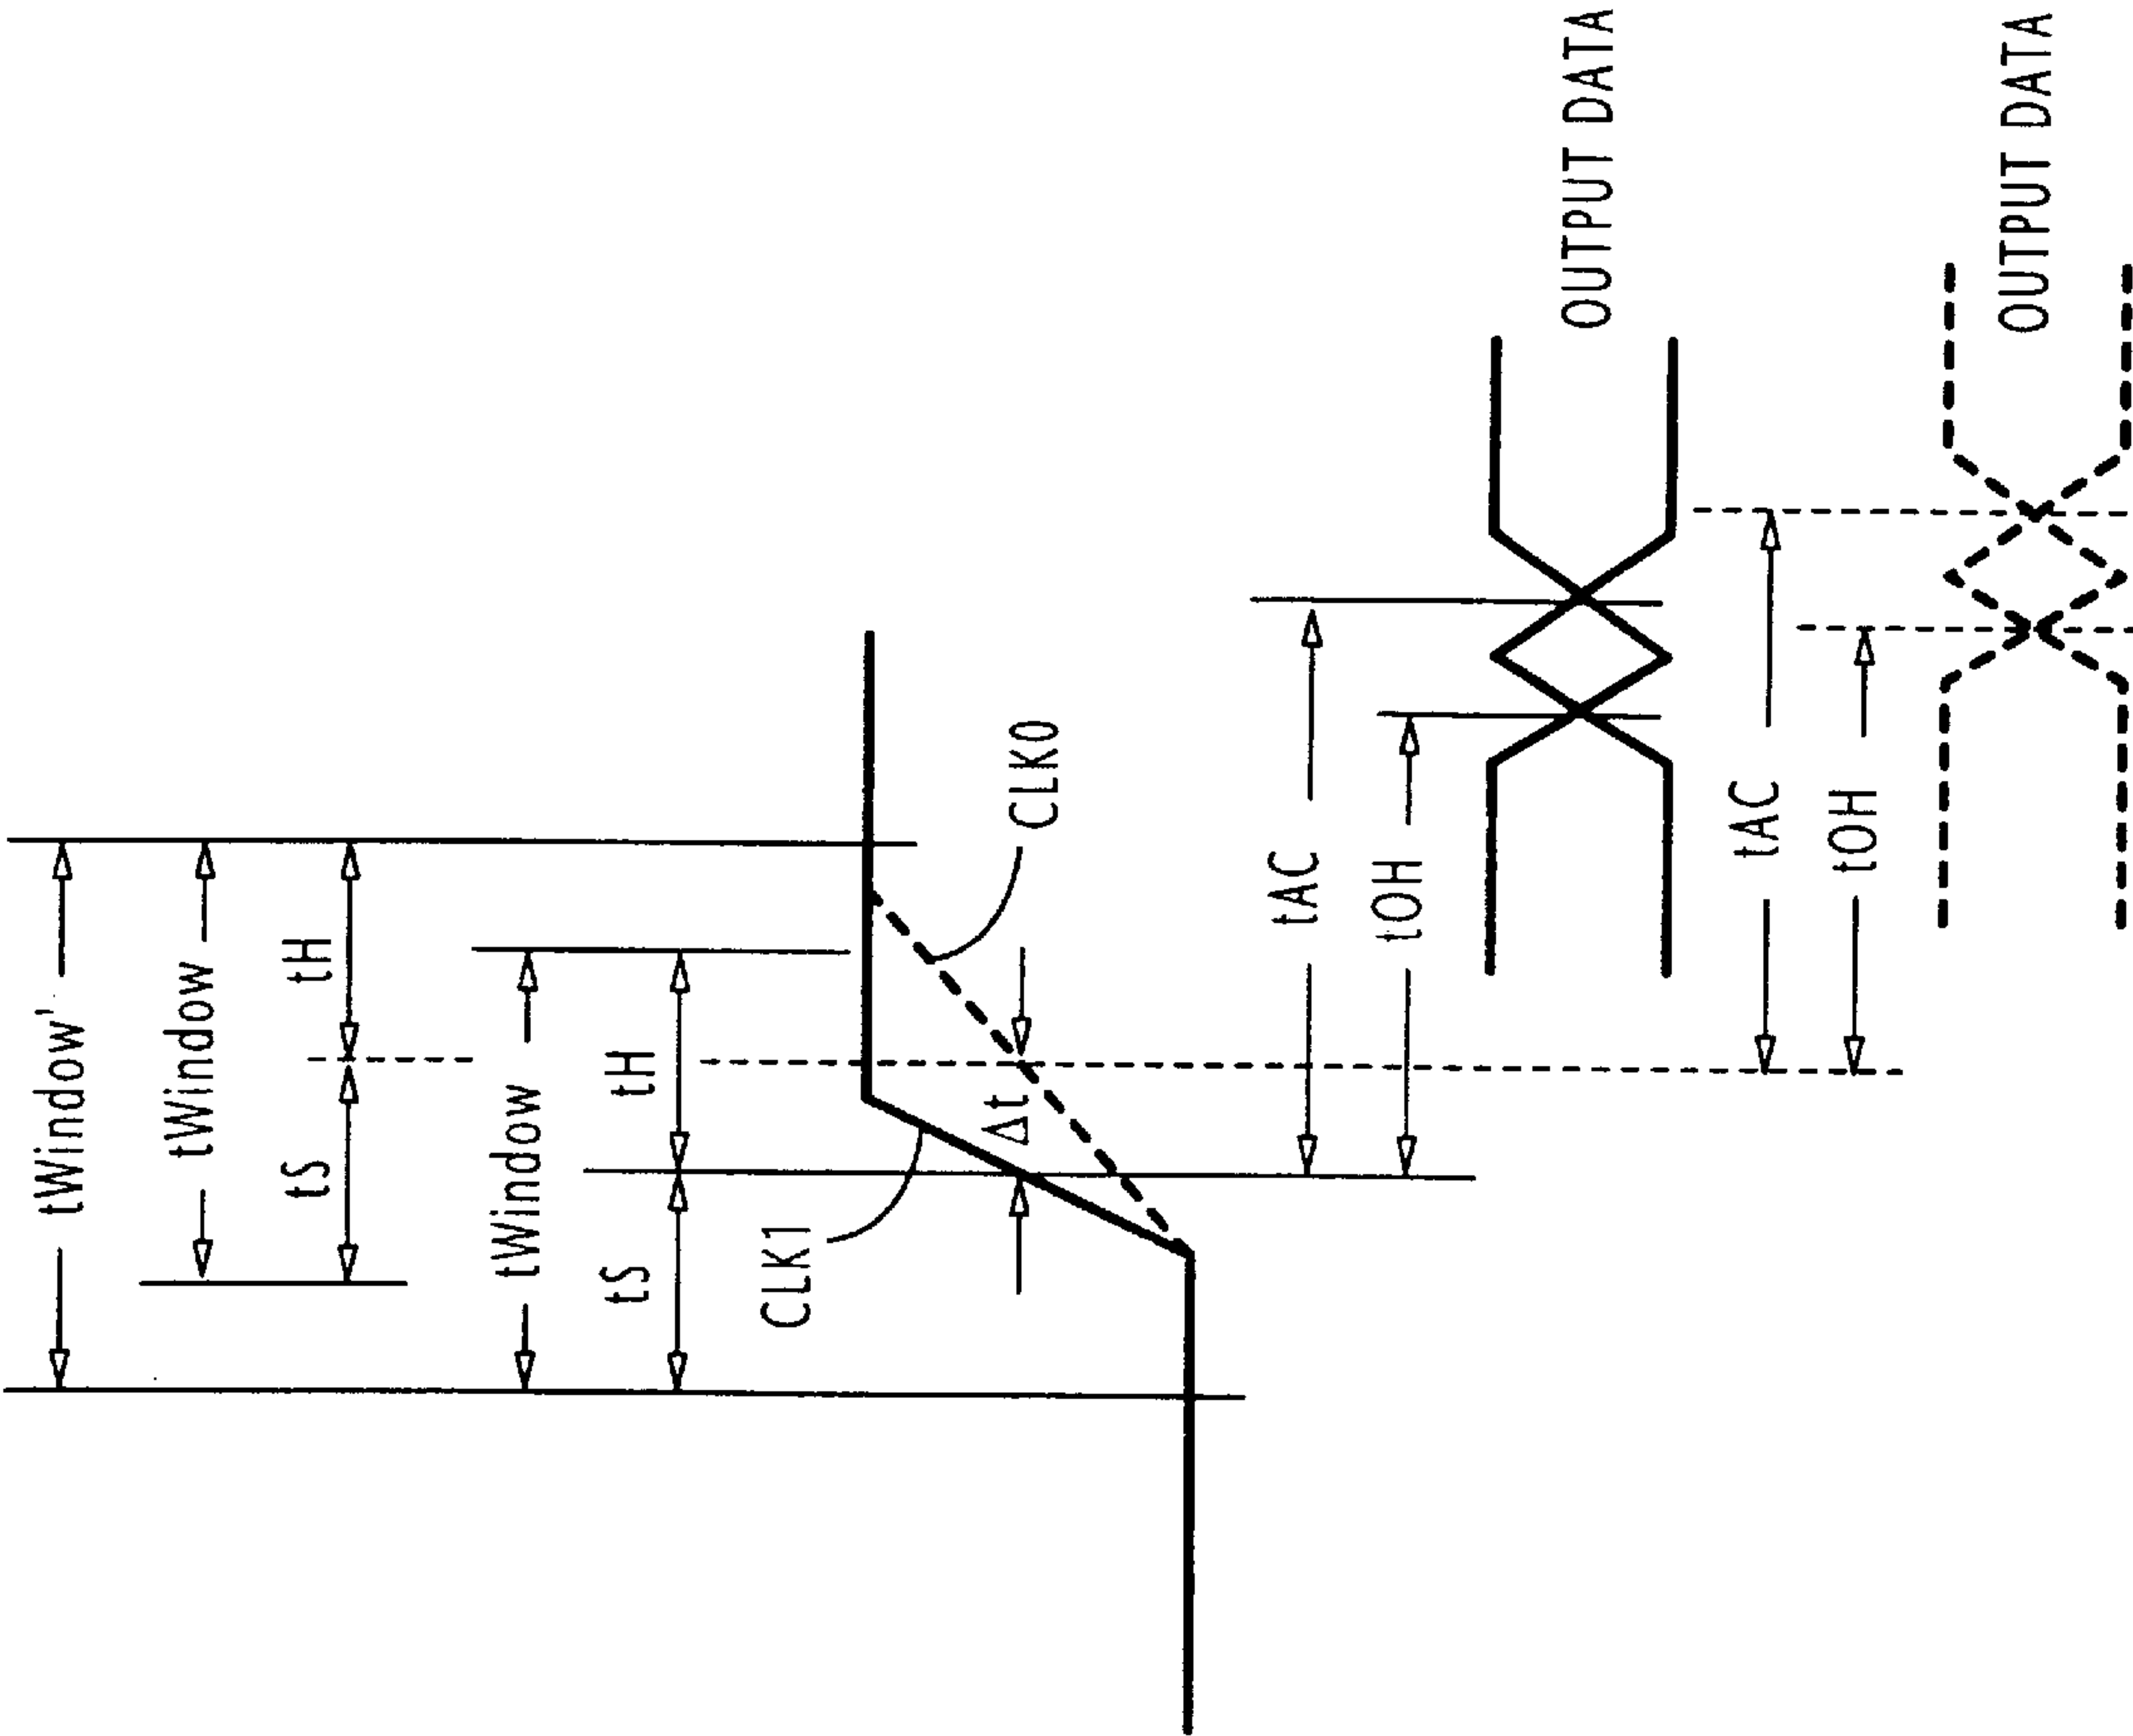 tWindow'
tWindow
tS
tH
tWindow
tS
tH
CLK1
Δt
CLK0
tAC
tOH
OUTPUT DATA
tAC
tOH
OUTPUT DATA